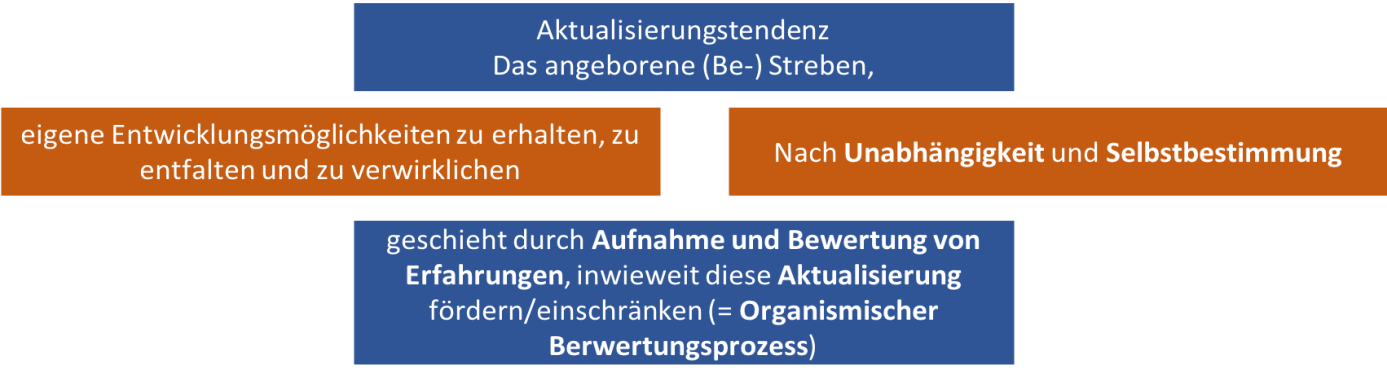 Aktualisierungstendenz
Das angeborene (Be-) Streben,
eigene Entwicklungsmöglichkeiten zu erhalten, zu
entfalten und zu verwirklichen
Nach Unabhängigkeit und Selbstbestimmung
geschieht durch Aufnahme und Bewertung von
Erfahrungen, inwieweit diese Aktualisierung
fördern/einschränken (= Organismischer
Berwertungsprozess)